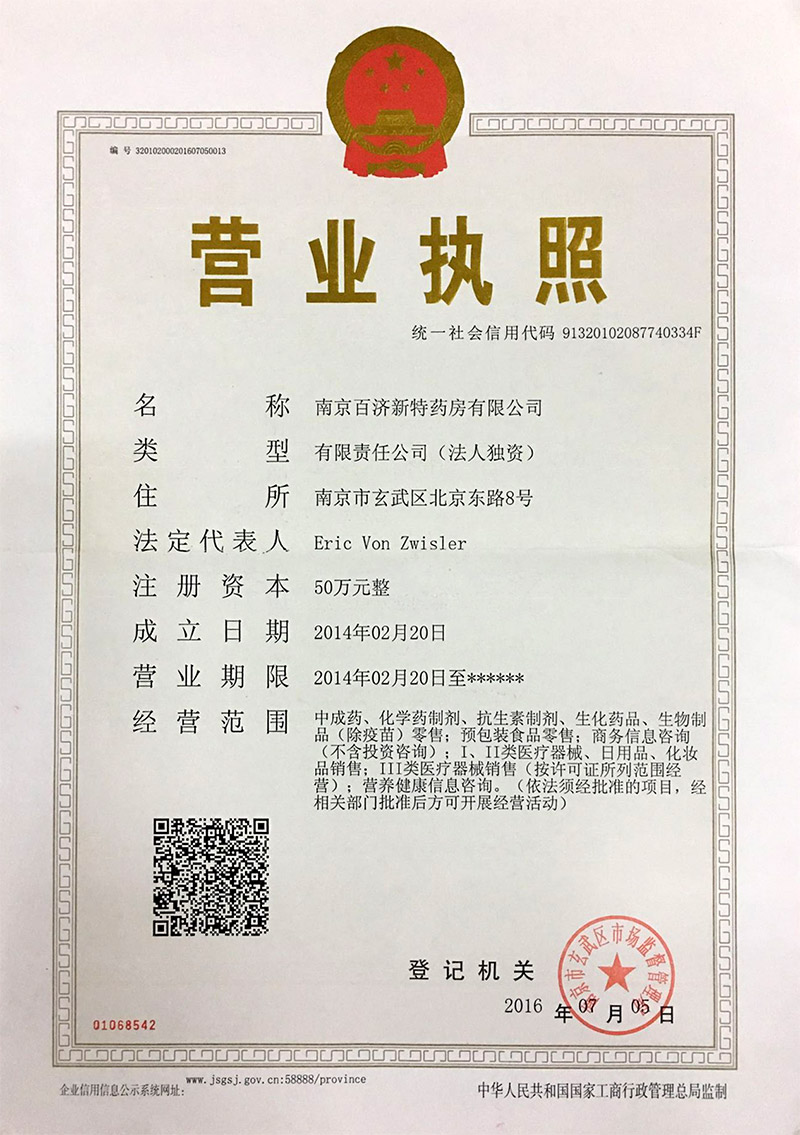 编 号 320102000201607050013
营业执照
统一社会信用代码 91320102087740334F
名称 南京百济新特药房有限公司
类型 有限责任公司（法人独资）
住所 南京市玄武区北京东路8号
法定代表人 Eric Von Zwisler
注册资本 50万元整
成立日期 2014年02月20日
营业期限 2014年02月20日至******
经营范围 中成药、化学药制剂、抗生素制剂、生化药品、生物制
品（除疫苗）零售；预包装食品零售；商务信息咨询
（不含投资咨询）；I、II类医疗器械、日用品、化妆
品销售；III类医疗器械销售（按许可证所列范围经
营）；营养健康信息咨询。（依法须经批准的项目，经
相关部门批准后方可开展经营活动）
登记机关
南京市玄武区市场监督管理局
2016 年 07 月 05 日
01068542
企业信用信息公示系统网址： www.jsgsj.gov.cn:58888/province
中华人民共和国国家工商行政管理总局监制